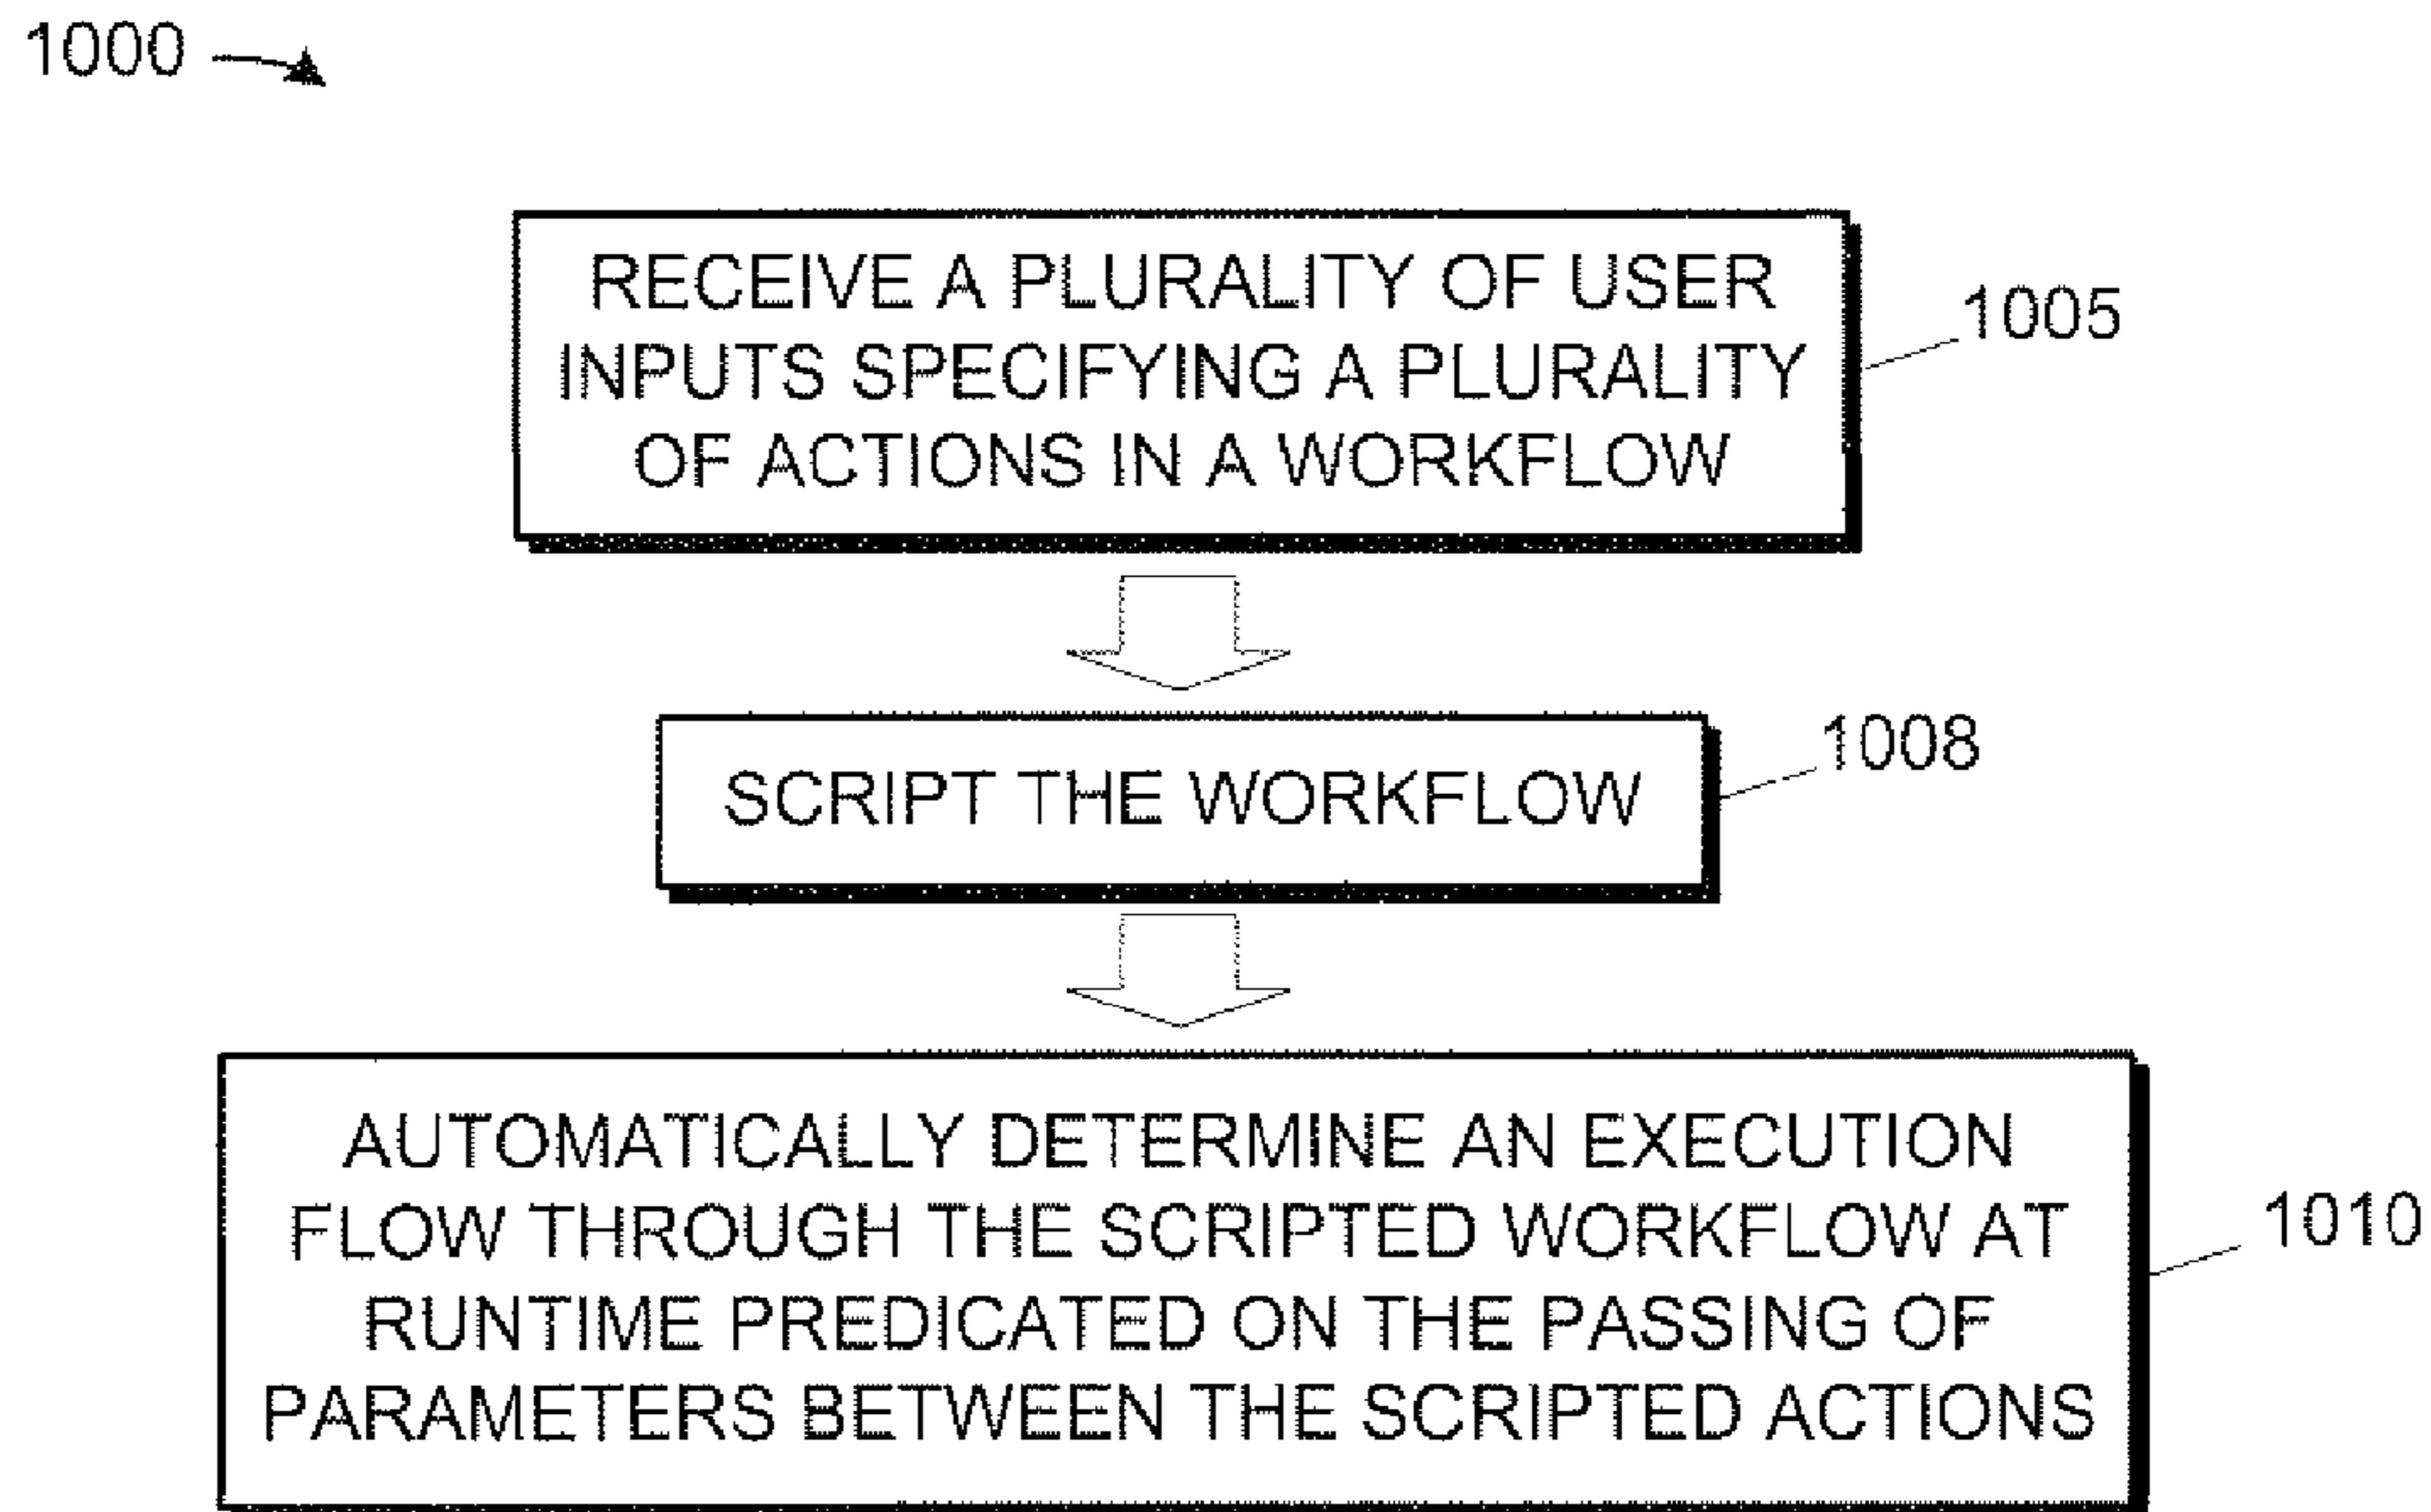 1000
RECEIVE A PLURALITY OF USER
INPUTS SPECIFYING A PLURALITY
OF ACTIONS IN A WORKFLOW
1005
SCRIPT THE WORKFLOW
1008
AUTOMATICALLY DETERMINE AN EXECUTION
FLOW THROUGH THE SCRIPTED WORKFLOW AT
RUNTIME PREDICATED ON THE PASSING OF
PARAMETERS BETWEEN THE SCRIPTED ACTIONS
1010